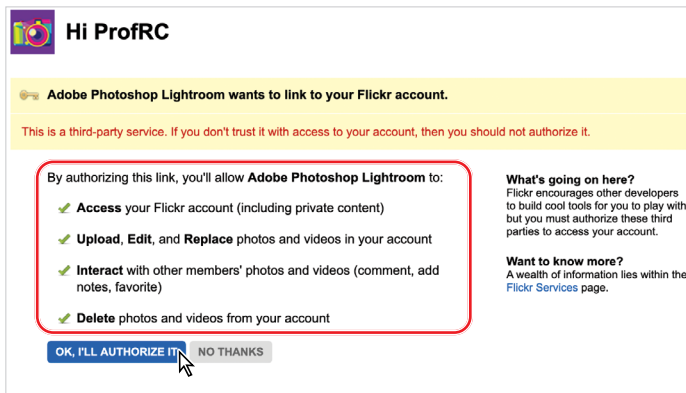 Hi ProfRC
Adobe Photoshop Lightroom wants to link to your Flickr account.
This is a third-party service. If you don't trust it with access to your account, then you should not authorize it.
By authorizing this link, you'll allow Adobe Photoshop Lightroom to:
Access your Flickr account (including private content)
Upload, Edit, and Replace photos and videos in your account
Interact with other members' photos and videos (comment, add
notes, favorite)
Delete photos and videos from your account
OK, I'LL AUTHORIZE IT
NO THANKS
What's going on here?
Flickr encourages other developers
to build cool tools for you to play with
but you must authorize these third
parties to access your account.
Want to know more?
A wealth of information lies within the
Flickr Services page.